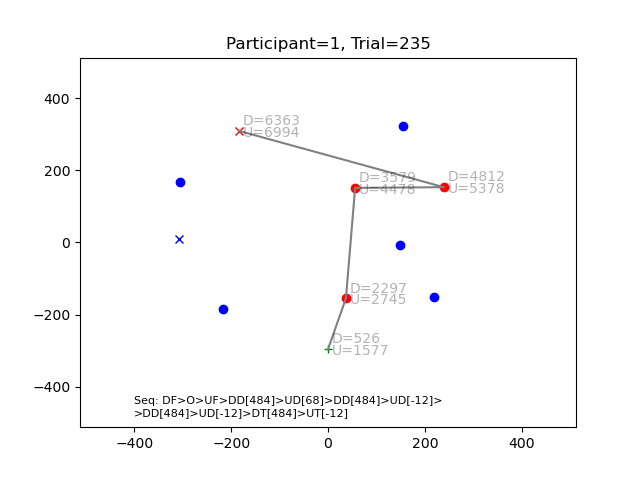 Participant=1, Trial=235
400
200
0
−200
−400
D=6363
U=6994
D=3579
U=4478
D=4812
U=5378
D=2297
U=2745
D=526
U=1577
Seq: DF>O>UF>DD[484]>UD[68]>DD[484]>UD[-12]>
>DD[484]>UD[-12]>DT[484]>UT[-12]
−400
−200
0
200
400